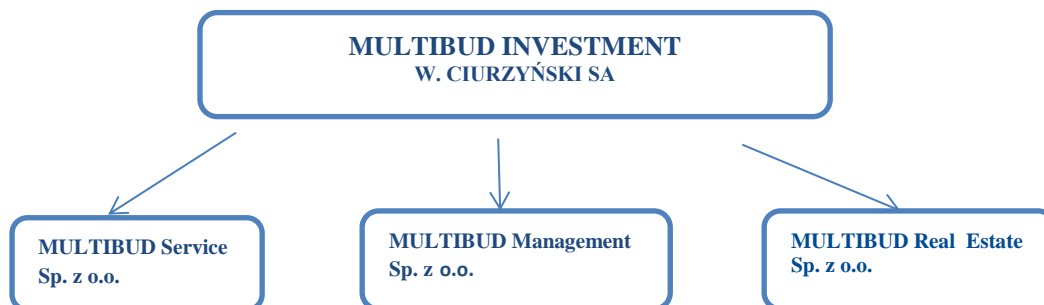 MULTIBUD INVESTMENT
W. CIURZYŃSKI SA
MULTIBUD Service
Sp. z o.o.
MULTIBUD Management
Sp. z o.o.
MULTIBUD Real Estate
Sp. z o.o.